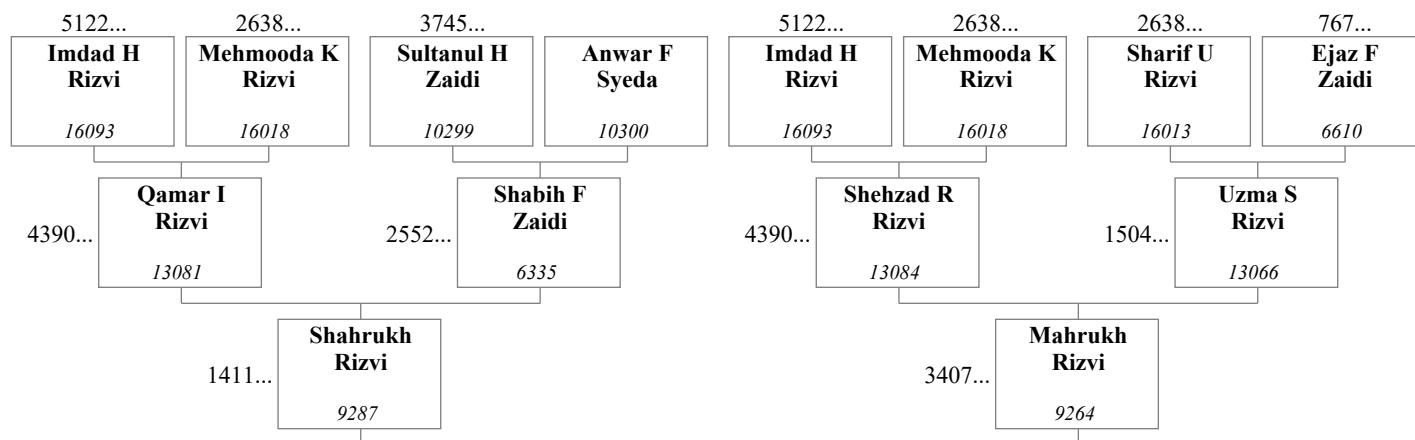 5122... 2638... 3745... 5122... 2638... 2638... 767...
Imdad H Mehmooda K Sultanul H Anwar F Imdad H Mehmooda K Sharif U Ejaz F
Rizvi Rizvi Zaidi Syeda Rizvi Rizvi Rizvi Zaidi
16093 16018 10299 10300 16093 16018 16013 6610
Qamar I Shabih F Shehzad R Uzma S
Rizvi Zaidi Rizvi Rizvi
4390... 2552... 4390... 1504...
13081 6335 13084 13066
Shahrukh Mahrukh
Rizvi Rizvi
1411... 3407...
9287 9264